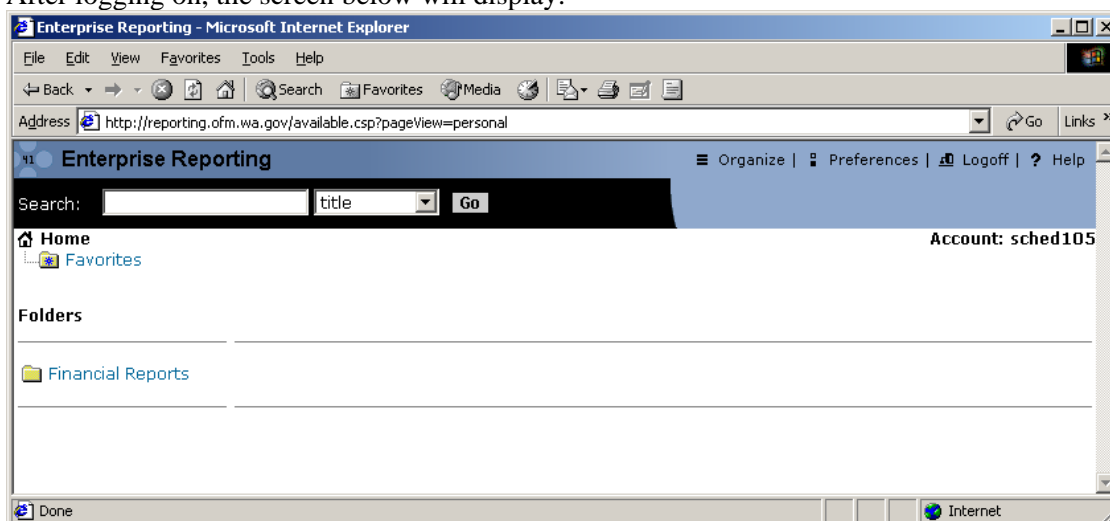 After logging on, the screen below will display.
Enterprise Reporting - Microsoft Internet Explorer
File Edit View Favorites Tools Help
Back Search Favorites Media
Address http://reporting.ofm.wa.gov/available.csp?pageView=personal Go Links »
Enterprise Reporting Organize | Preferences | Logoff | ? Help
Search: title Go
Home Account: sched105
Favorites
Folders
Financial Reports
Done Internet